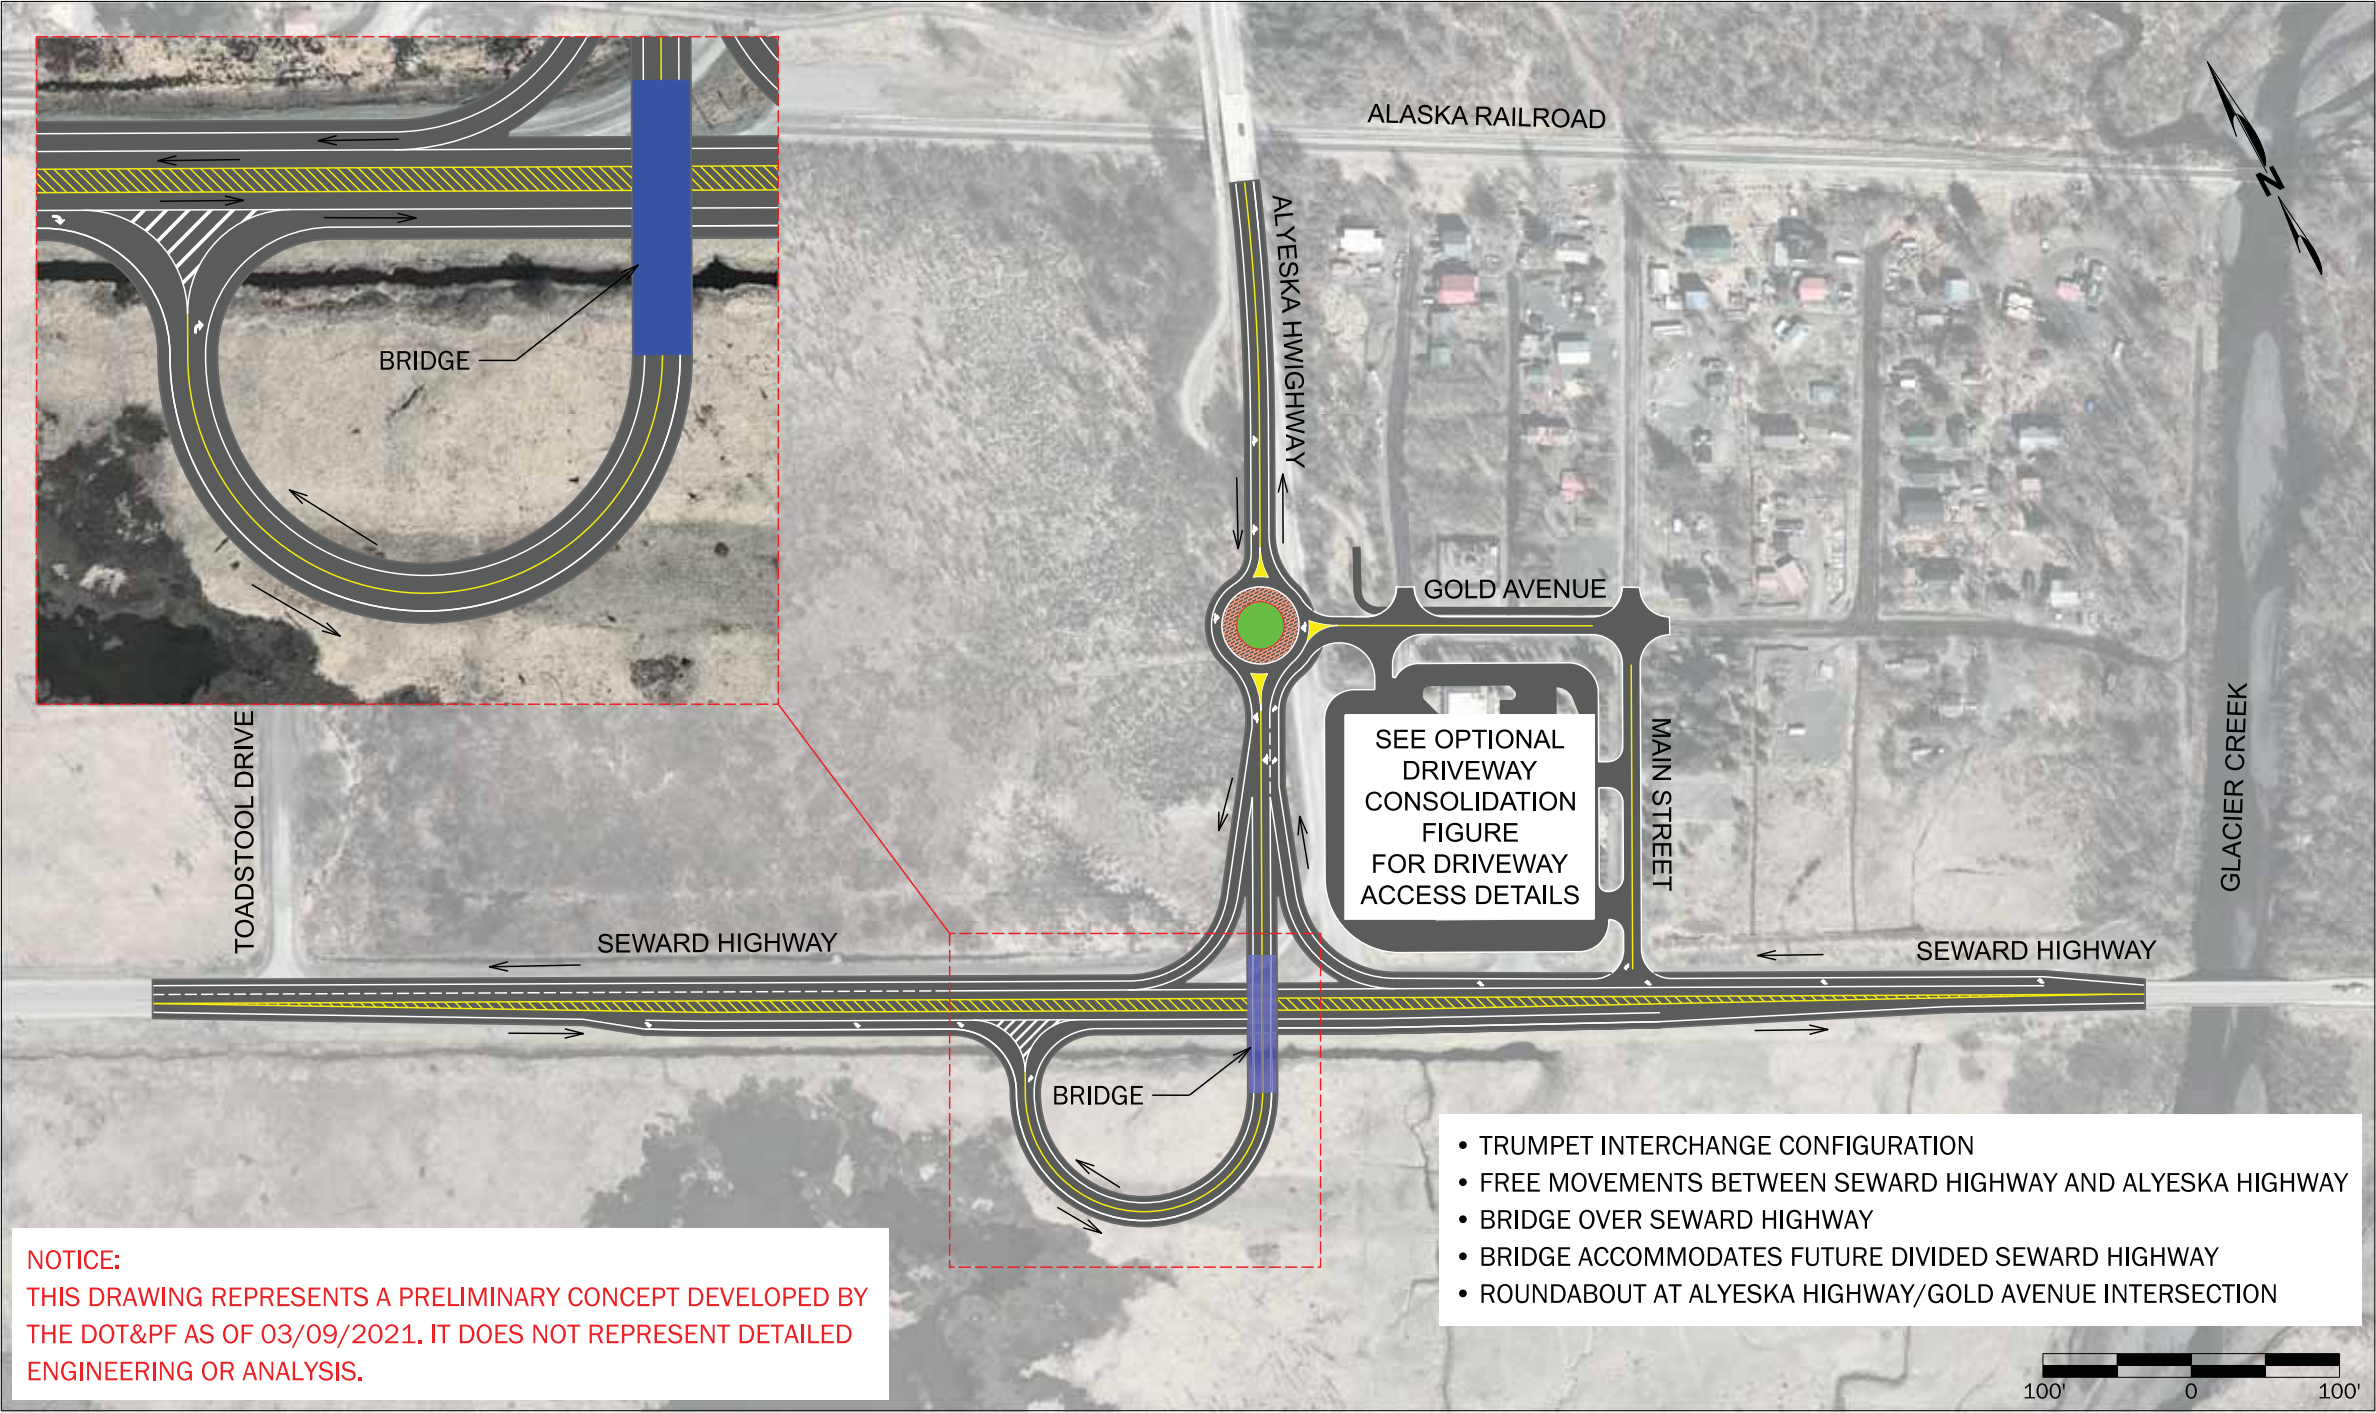 ALASKA RAILROAD
N
ALYESKA HWIGHWAY
BRIDGE
GOLD AVENUE
TOADSTOOL DRIVE
SEE OPTIONAL
DRIVEWAY
CONSOLIDATION
FIGURE
FOR DRIVEWAY
ACCESS DETAILS
MAIN STREET
GLACIER CREEK
SEWARD HIGHWAY
SEWARD HIGHWAY
BRIDGE
• TRUMPET INTERCHANGE CONFIGURATION
• FREE MOVEMENTS BETWEEN SEWARD HIGHWAY AND ALYESKA HIGHWAY
• BRIDGE OVER SEWARD HIGHWAY
• BRIDGE ACCOMMODATES FUTURE DIVIDED SEWARD HIGHWAY
• ROUNDABOUT AT ALYESKA HIGHWAY/GOLD AVENUE INTERSECTION
NOTICE:
THIS DRAWING REPRESENTS A PRELIMINARY CONCEPT DEVELOPED BY
THE DOT&PF AS OF 03/09/2021. IT DOES NOT REPRESENT DETAILED
ENGINEERING OR ANALYSIS.
100' 0 100'